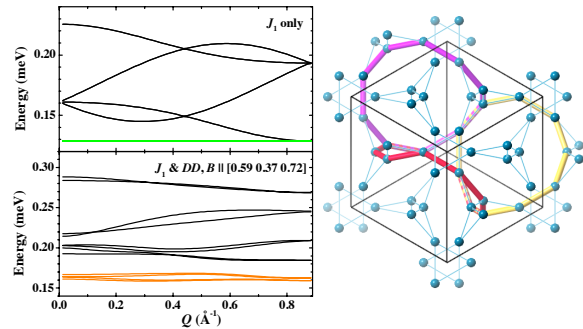 J1 only
Energy (meV)
0.20
0.15
J1 & DD, B || [0.59 0.37 0.72]
Energy (meV)
0.30
0.25
0.20
0.15
0.0 0.2 0.4 0.6 0.8
Q (Å-1)